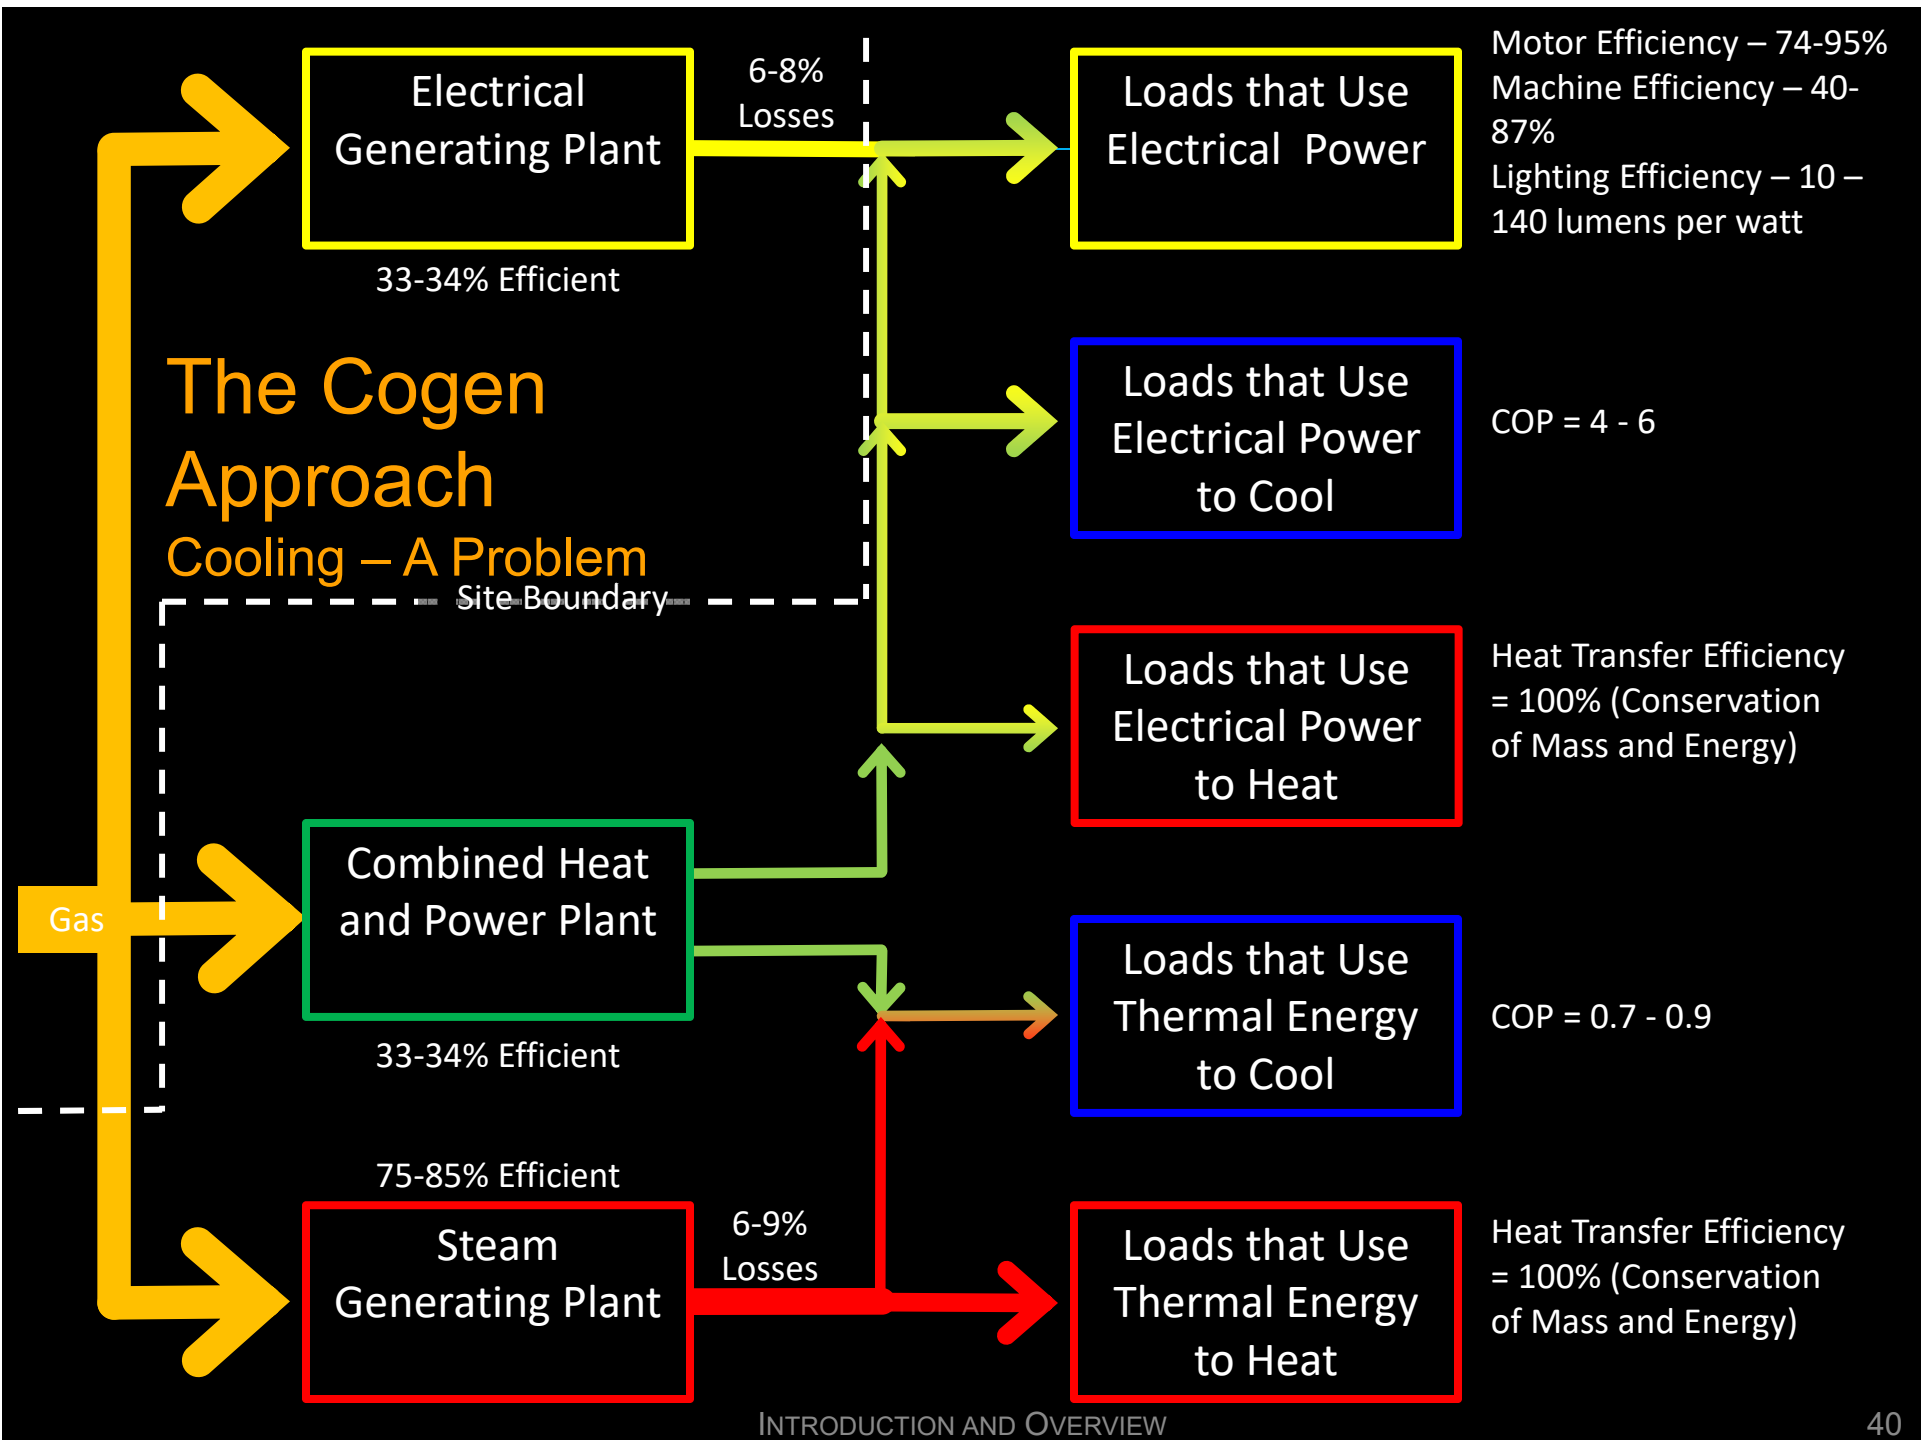 Electrical
Generating Plant
33-34% Efficient
6-8%
Losses
Loads that Use
Electrical Power
Motor Efficiency – 74-95%
Machine Efficiency – 40-
87%
Lighting Efficiency – 10 –
140 lumens per watt
The Cogen
Approach
Cooling – A Problem
Site Boundary
Loads that Use
Electrical Power
to Cool
COP = 4 - 6
Loads that Use
Electrical Power
to Heat
Heat Transfer Efficiency
= 100% (Conservation
of Mass and Energy)
Gas
Combined Heat
and Power Plant
33-34% Efficient
Loads that Use
Thermal Energy
to Cool
COP = 0.7 - 0.9
75-85% Efficient
Steam
Generating Plant
6-9%
Losses
Loads that Use
Thermal Energy
to Heat
Heat Transfer Efficiency
= 100% (Conservation
of Mass and Energy)
INTRODUCTION AND OVERVIEW
40